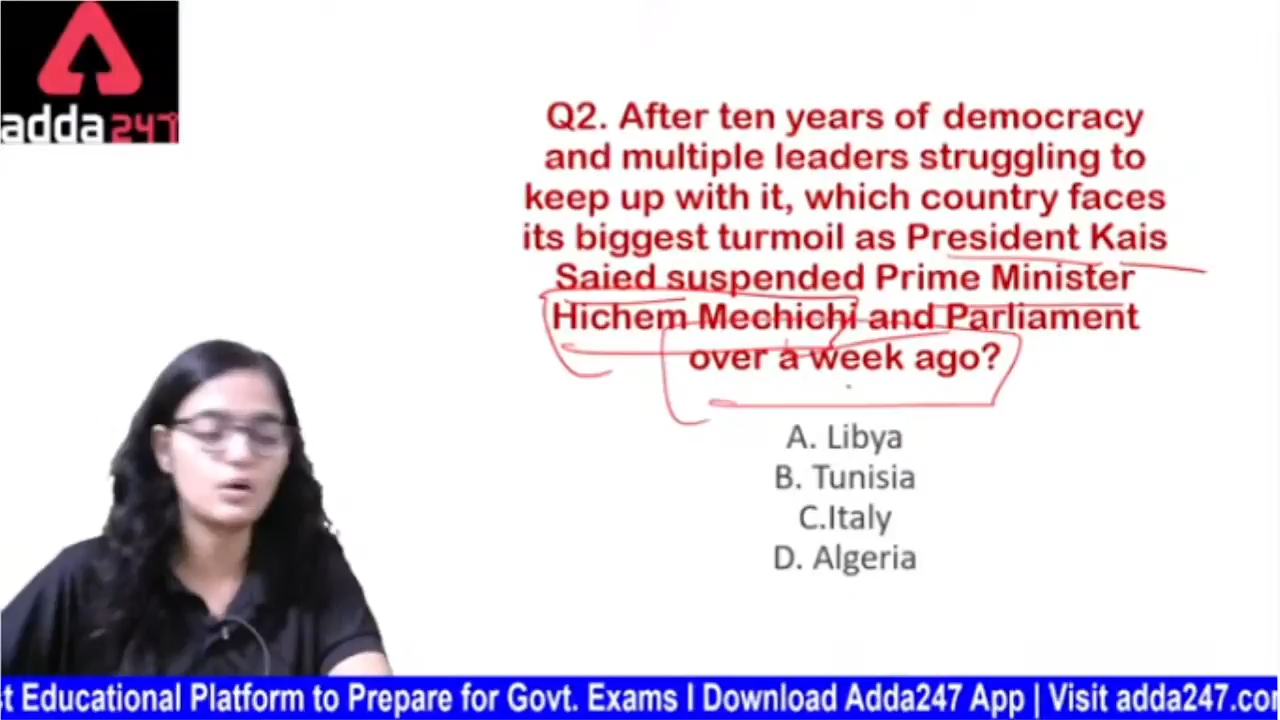 adda247
Q2. After ten years of democracy
and multiple leaders struggling to
keep up with it, which country faces
its biggest turmoil as President Kais
Saied suspended Prime Minister
Hichem Mechichi and Parliament
over a week ago?
A. Libya
B. Tunisia
C.Italy
D. Algeria
st Educational Platform to Prepare for Govt. Exams I Download Adda247 App | Visit adda247.com